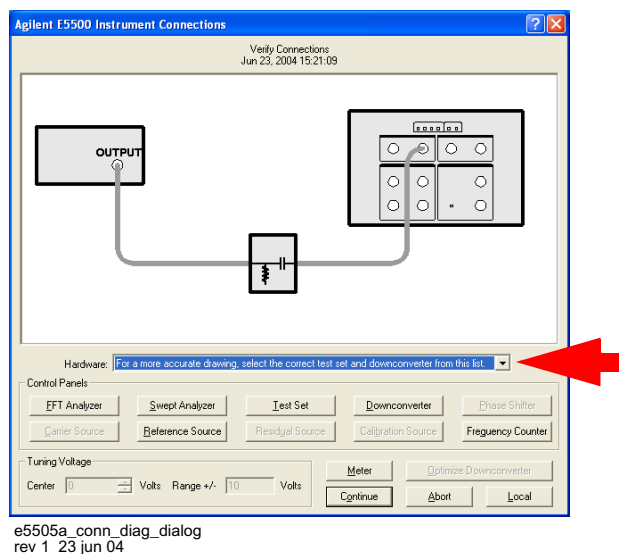 Agilent E5500 Instrument Connections
Verify Connections
Jun 23, 2004 15:21:09
OUTPUT
Hardware: For a more accurate drawing, select the correct test set and downconverter from this list.
Control Panels
FFT Analyzer Swept Analyzer Test Set Downconverter Phase Shifter
Carrier Source Reference Source Residual Source Calibration Source Frequency Counter
Tuning Voltage
Center 0 Volts Range +/- 10 Volts
Meter Optimize Downconverter
Continue Abort Local
e5505a_conn_diag_dialog
rev 1 23 jun 04